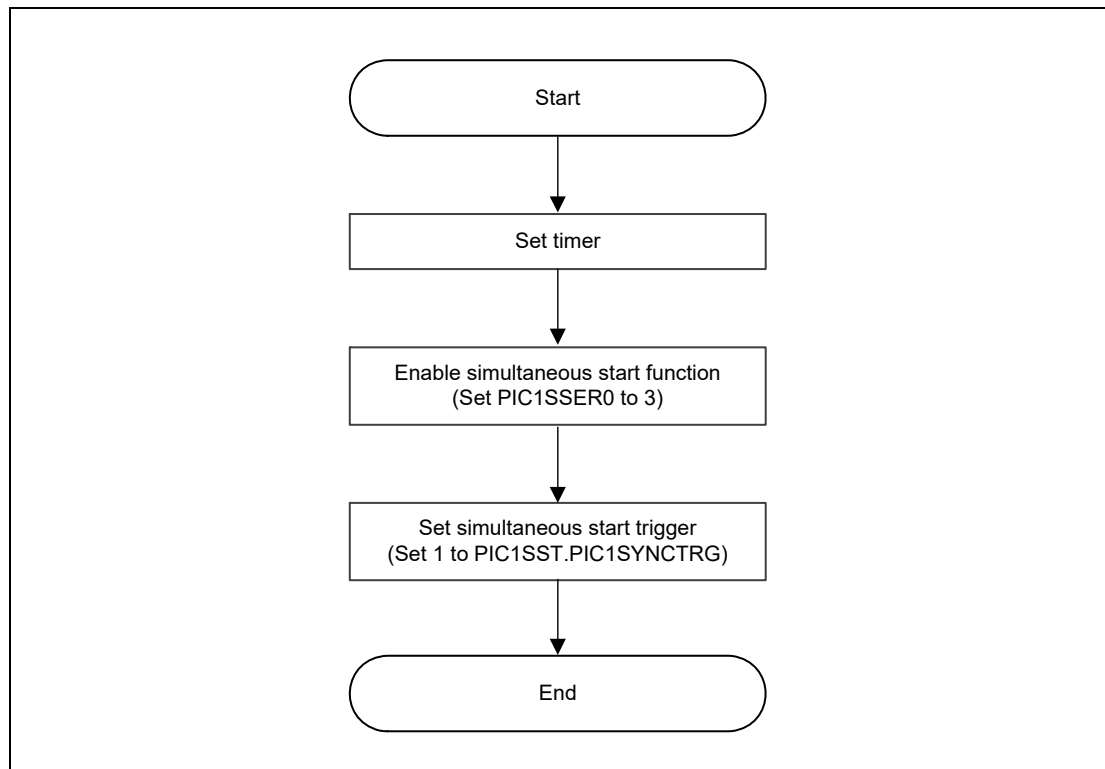 Start
Set timer
Enable simultaneous start function
(Set PIC1SSER0 to 3)
Set simultaneous start trigger
(Set 1 to PIC1SST.PIC1SYNCTRG)
End